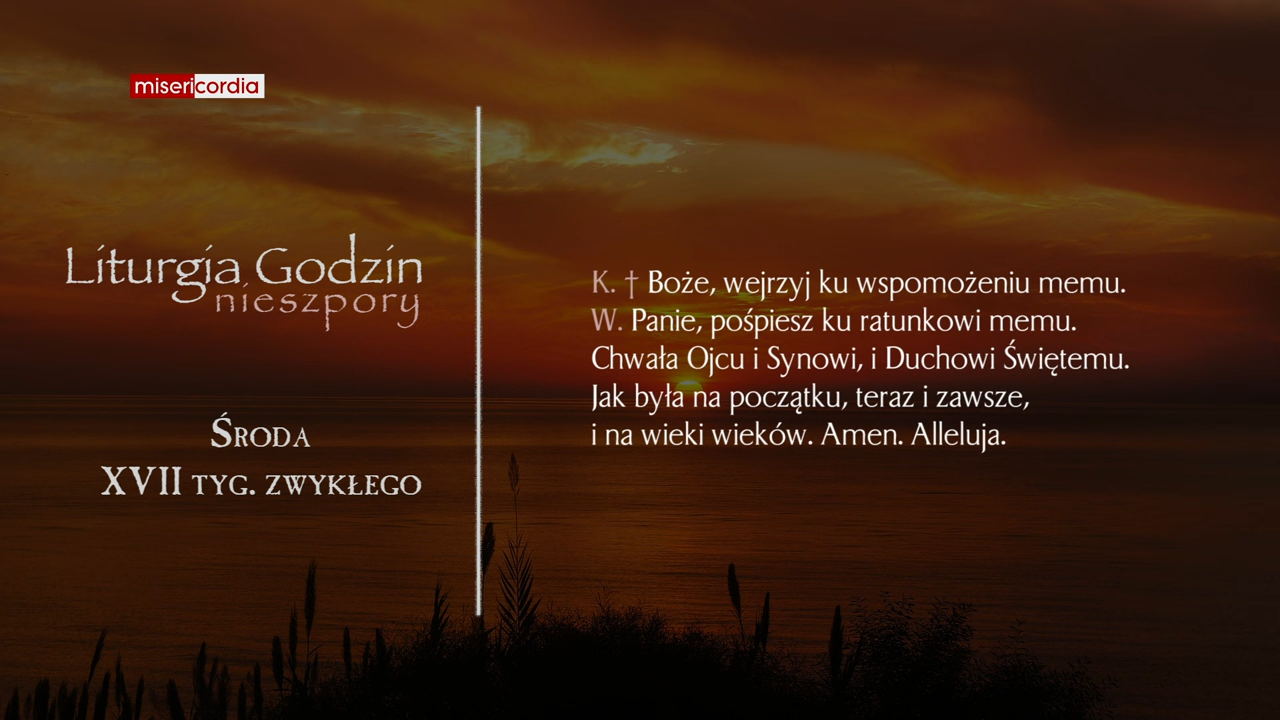 misericordia
Liturgia Godzin
nieszpory
Środa
XVII tyg. zwykłego
K. † Boże, wejrzyj ku wspomożeniu memu.
W. Panie, pośpiesz ku ratunkowi memu.
Chwała Ojcu i Synowi, i Duchowi Świętemu.
Jak była na początku, teraz i zawsze,
i na wieki wieków. Amen. Alleluja.